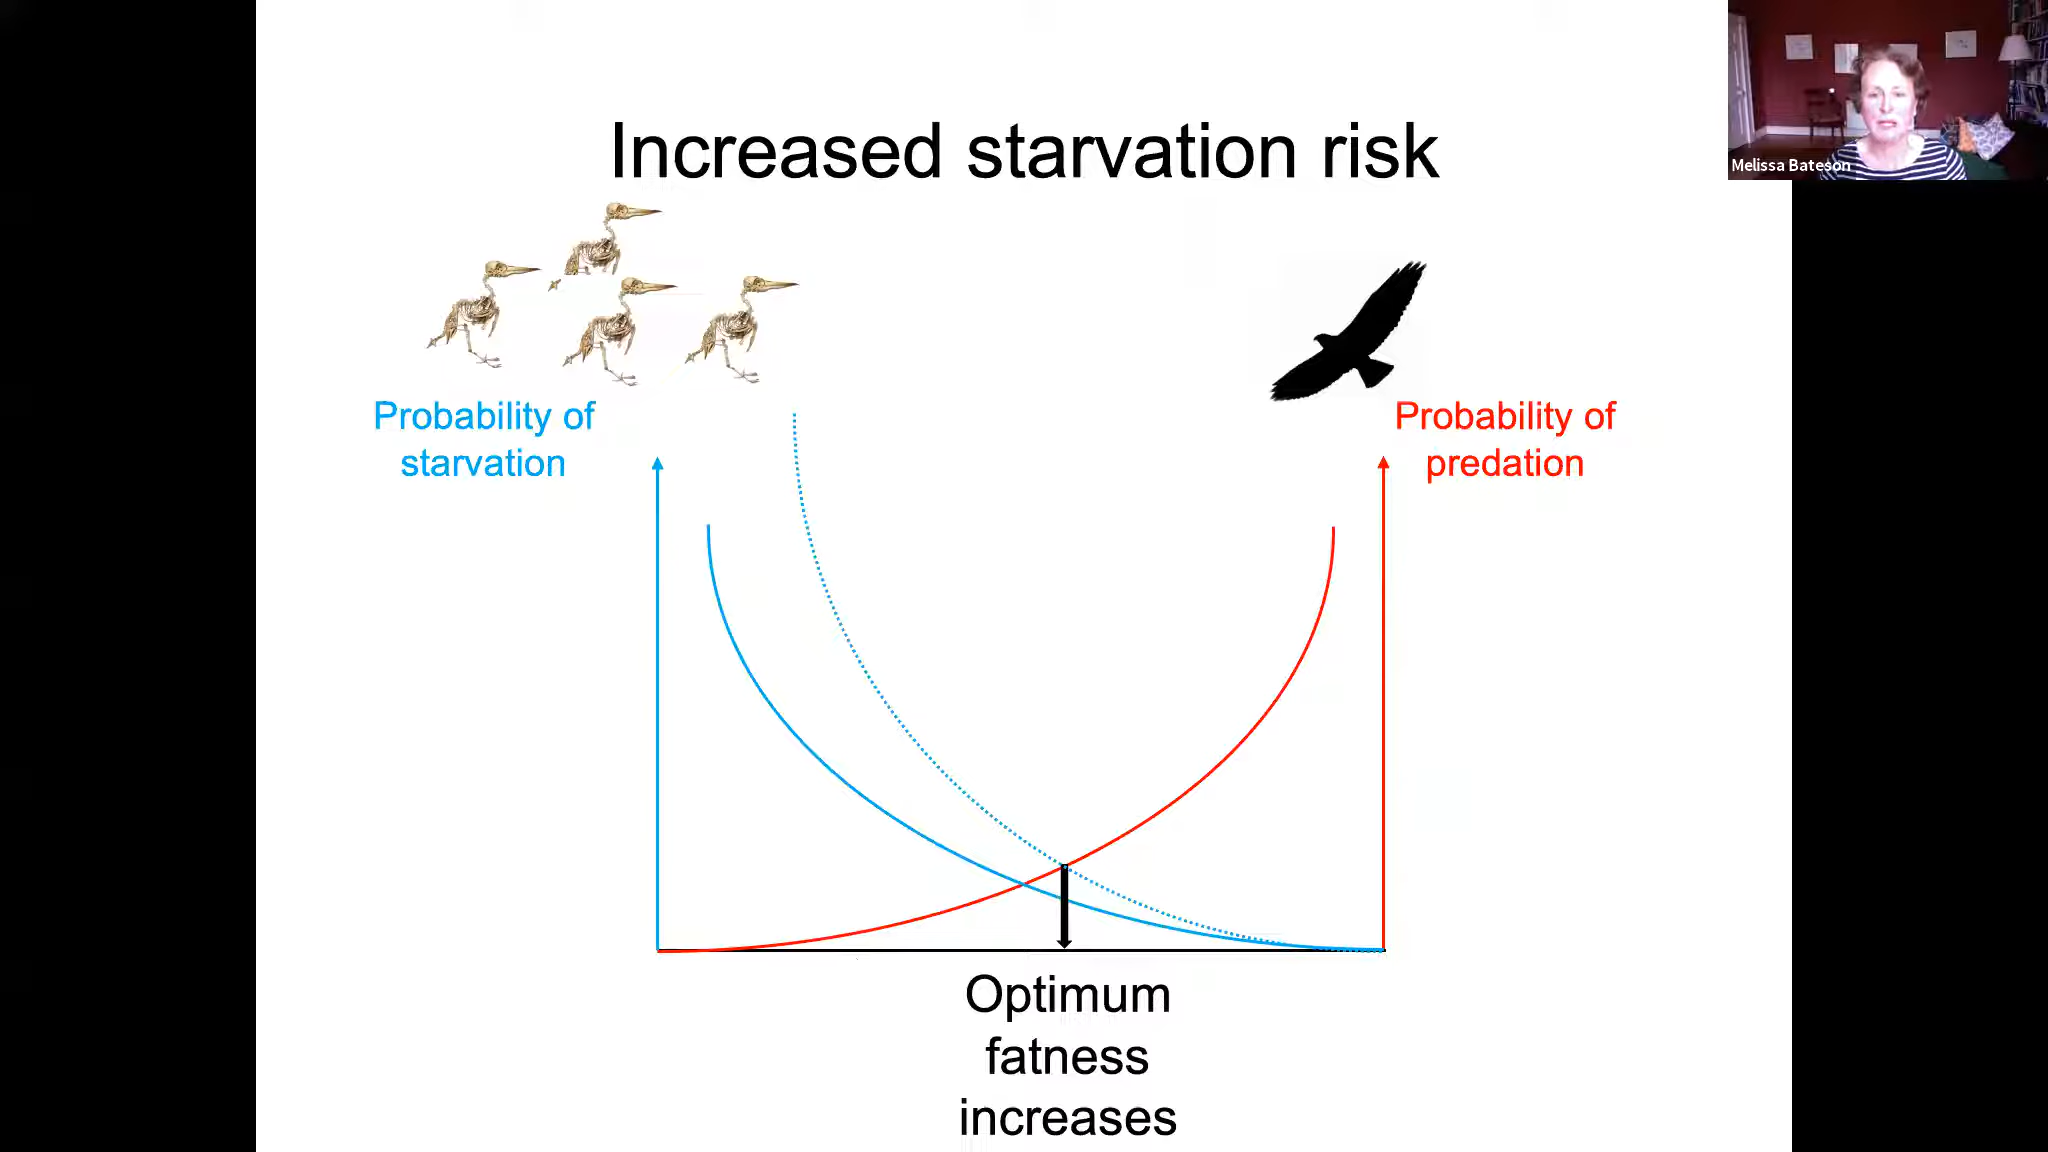 Increased starvation risk
Melissa Bateson
Probability of
starvation
Probability of
predation
Optimum
fatness
increases